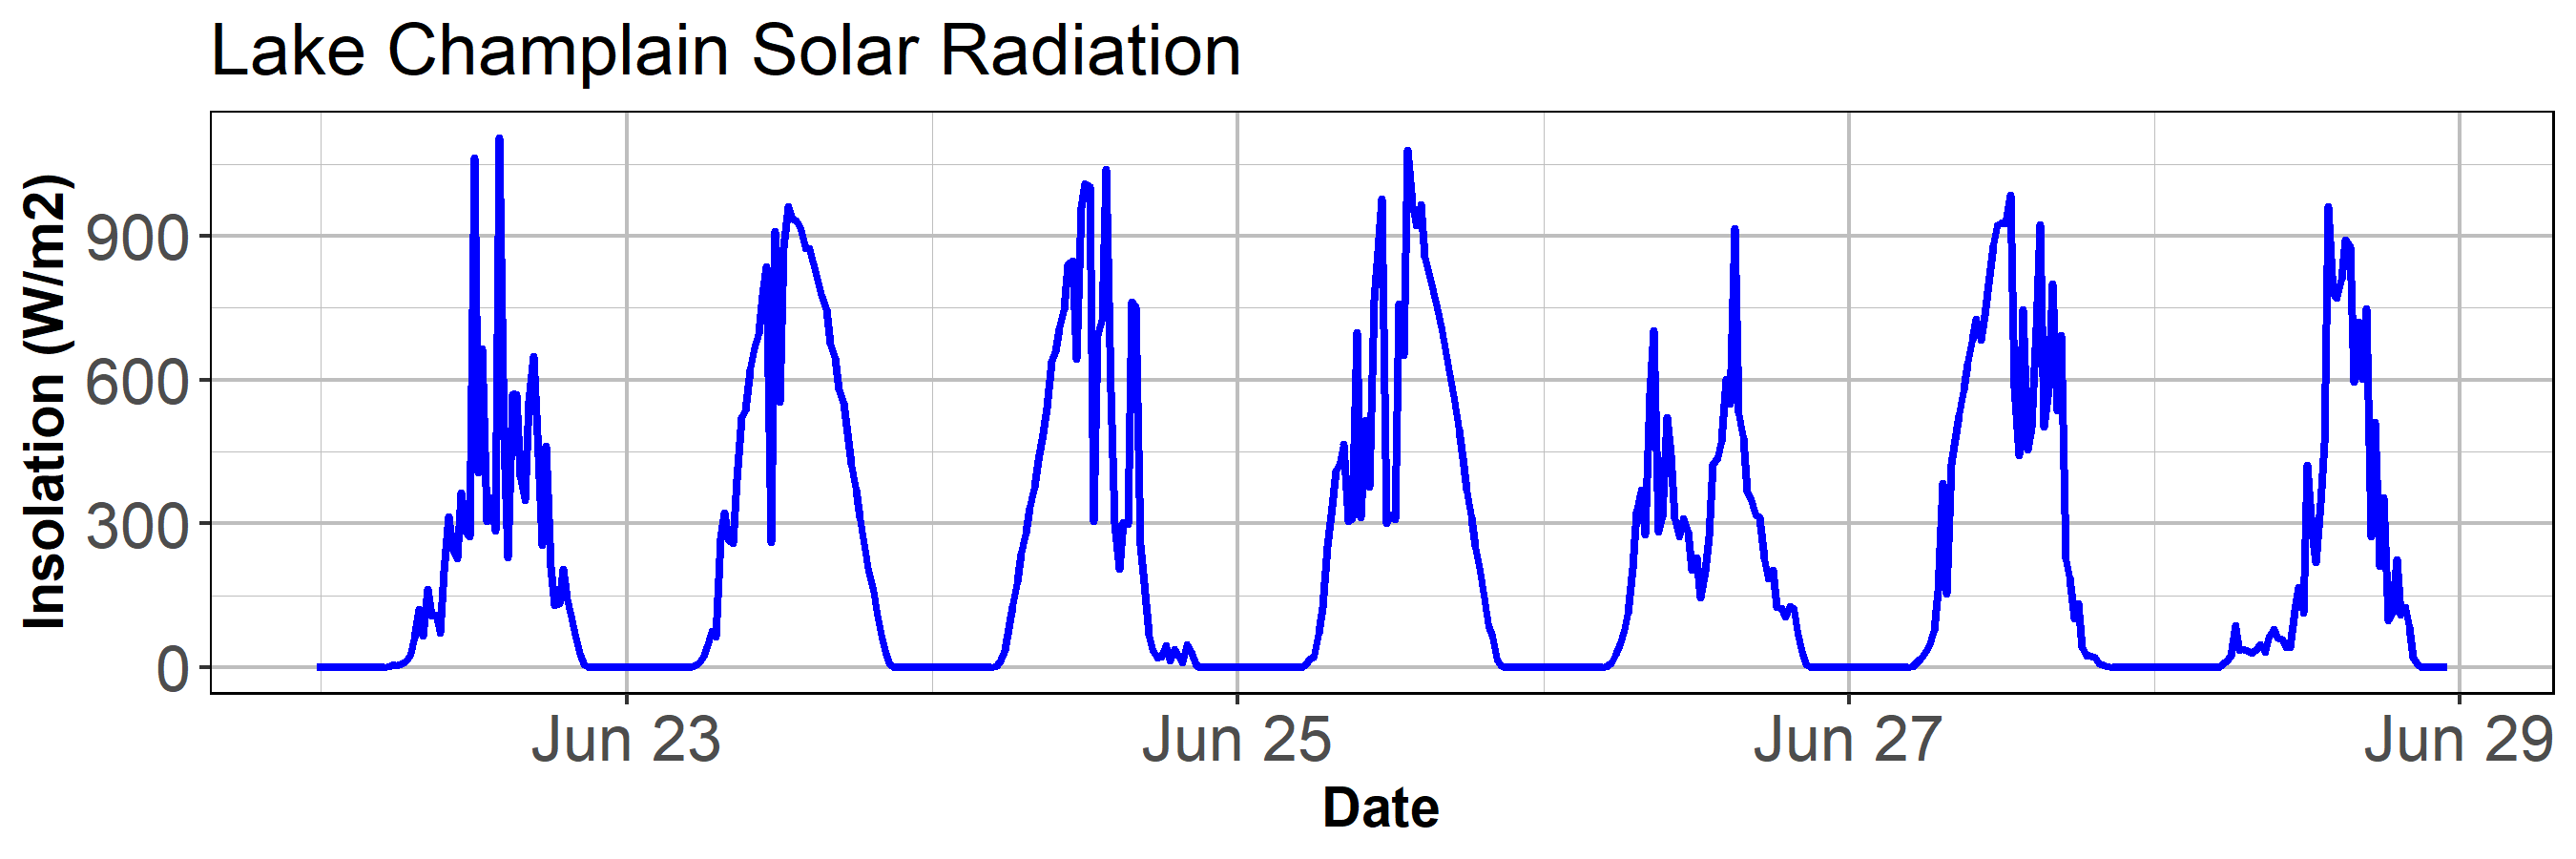 Lake Champlain Solar Radiation
Insolation (W/m2)
900
600
300
0
Jun 23
Jun 25
Jun 27
Jun 29
Date